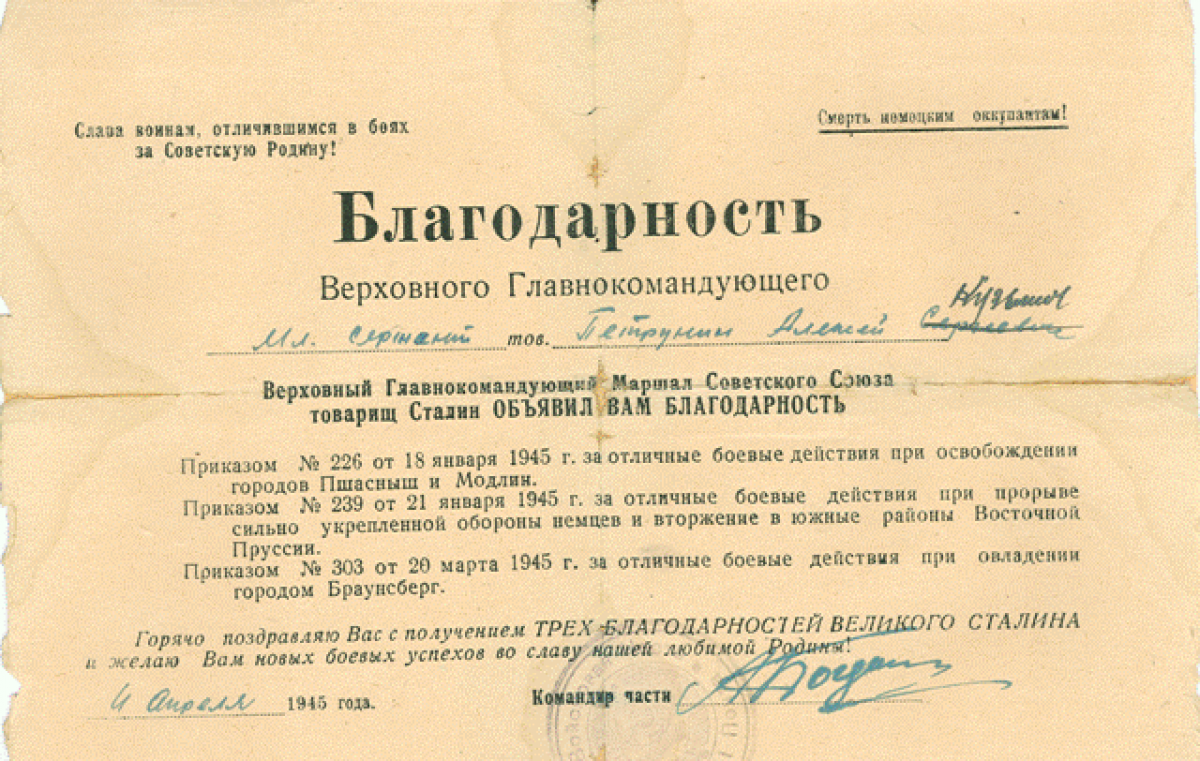 Слава воинам, отличившимся в боях
за Советскую Родину!
Смерть немецким оккупантам!
Благодарность
Верховного Главнокомандующего
Мл. сержант тов. Петрунин Алексей Сергеевич Кузьмич
Верховный Главнокомандующий Маршал Советского Союза
товарищ Сталин ОБЪЯВИЛ ВАМ БЛАГОДАРНОСТЬ
Приказом № 226 от 18 января 1945 г. за отличные боевые действия при освобождении
городов Пшасныш и Модлин.
Приказом № 239 от 21 января 1945 г. за отличные боевые действия при прорыве
сильно укрепленной обороны немцев и вторжение в южные районы Восточной
Пруссии.
Приказом № 303 от 20 марта 1945 г. за отличные боевые действия при овладении
городом Браунсберг.
Горячо поздравляю Вас с получением ТРЕХ БЛАГОДАРНОСТЕЙ ВЕЛИКОГО СТАЛИНА
и желаю Вам новых боевых успехов во славу нашей любимой Родины!
4 апреля 1945 года.
Командир части